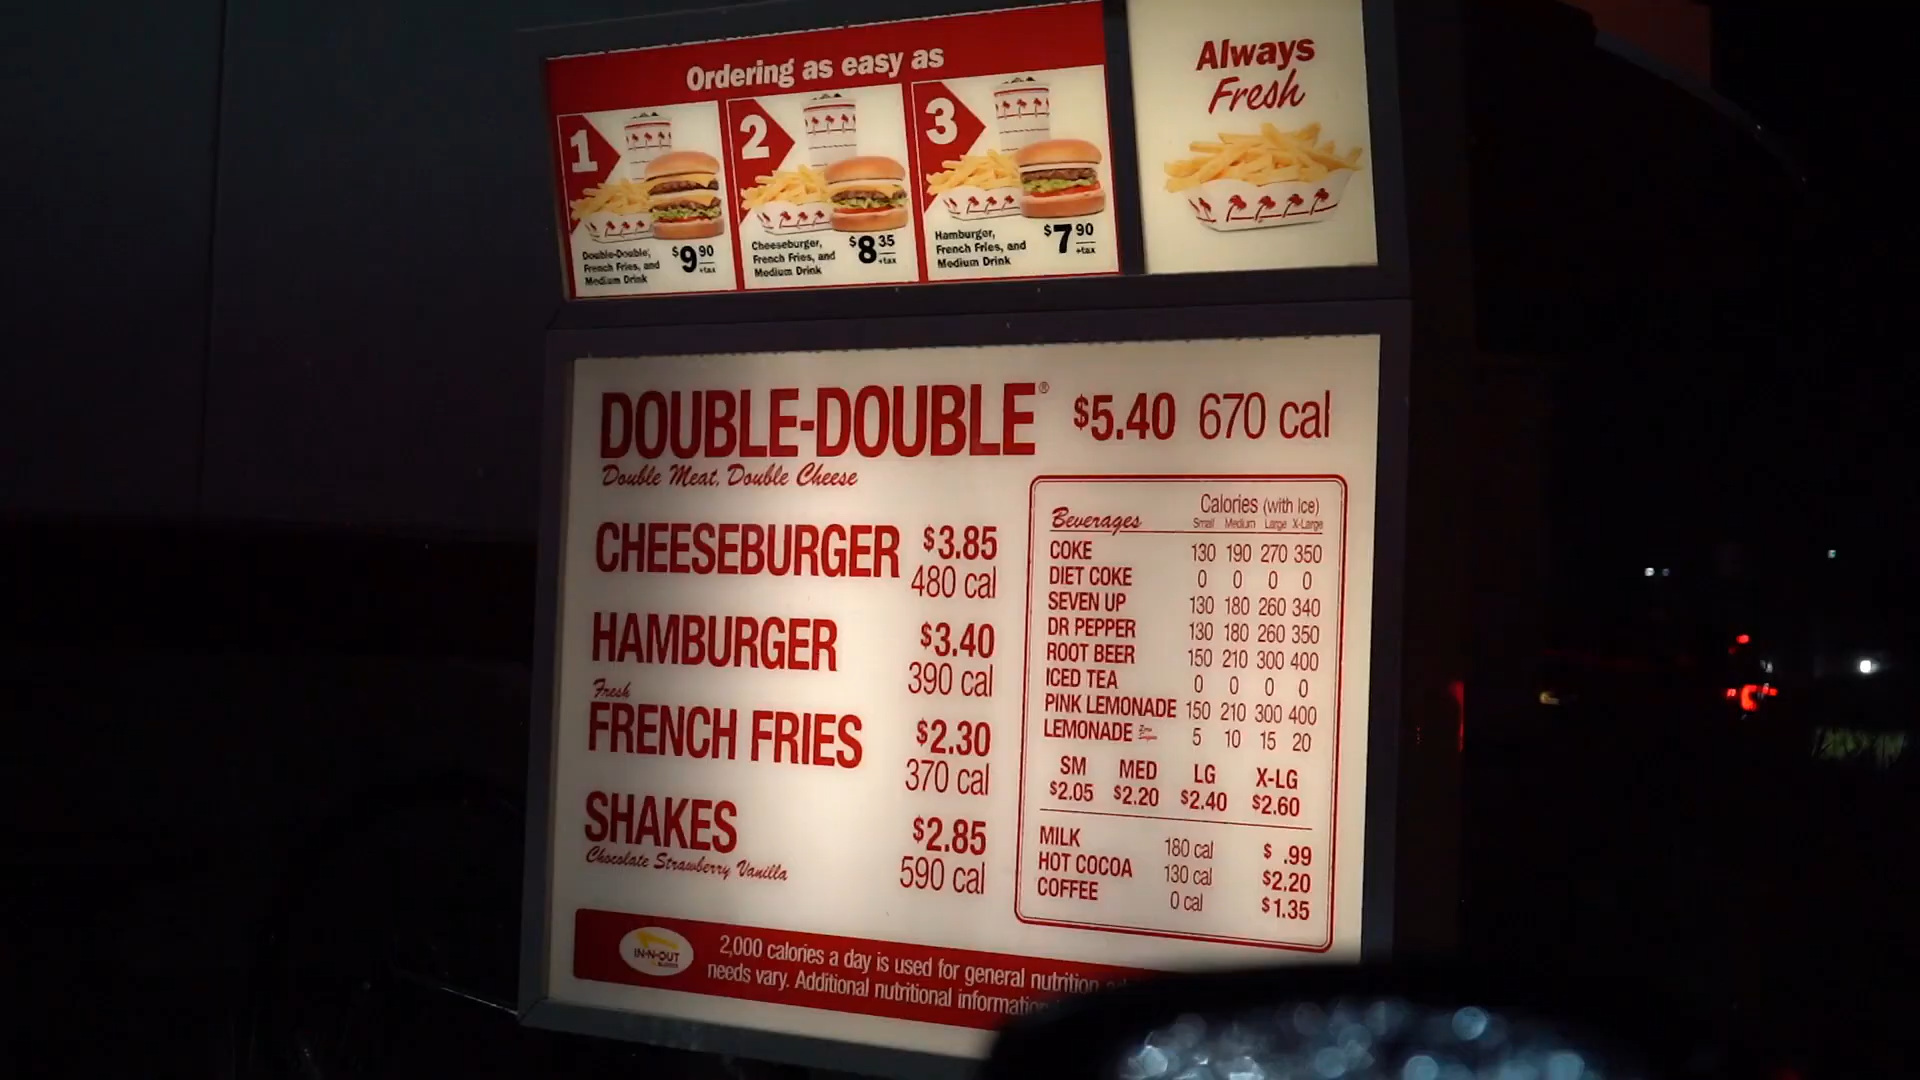 Ordering as easy as
Always
Fresh
1
Double-Double,
French Fries, and
Medium Drink
$9 90
+tax
2
Cheeseburger,
French Fries, and
Medium Drink
$8 35
+tax
3
Hamburger,
French Fries, and
Medium Drink
$7 90
+tax
DOUBLE-DOUBLE® $5.40 670 cal
Double Meat, Double Cheese
CHEESEBURGER $3.85
480 cal
HAMBURGER $3.40
390 cal
Fresh
FRENCH FRIES $2.30
370 cal
SHAKES $2.85
Chocolate Strawberry Vanilla 590 cal
Calories (with Ice)
Beverages Small Medium Large X-Large
COKE 130 190 270 350
DIET COKE 0 0 0 0
SEVEN UP 130 180 260 340
DR PEPPER 130 180 260 350
ROOT BEER 150 210 300 400
ICED TEA 0 0 0 0
PINK LEMONADE 150 210 300 400
LEMONADE 5 10 15 20
SM MED LG X-LG
$2.05 $2.20 $2.40 $2.60
MILK 180 cal $ .99
HOT COCOA 130 cal $2.20
COFFEE 0 cal $1.35
IN-N-OUT
2,000 calories a day is used for general nutrition
needs vary. Additional nutritional information